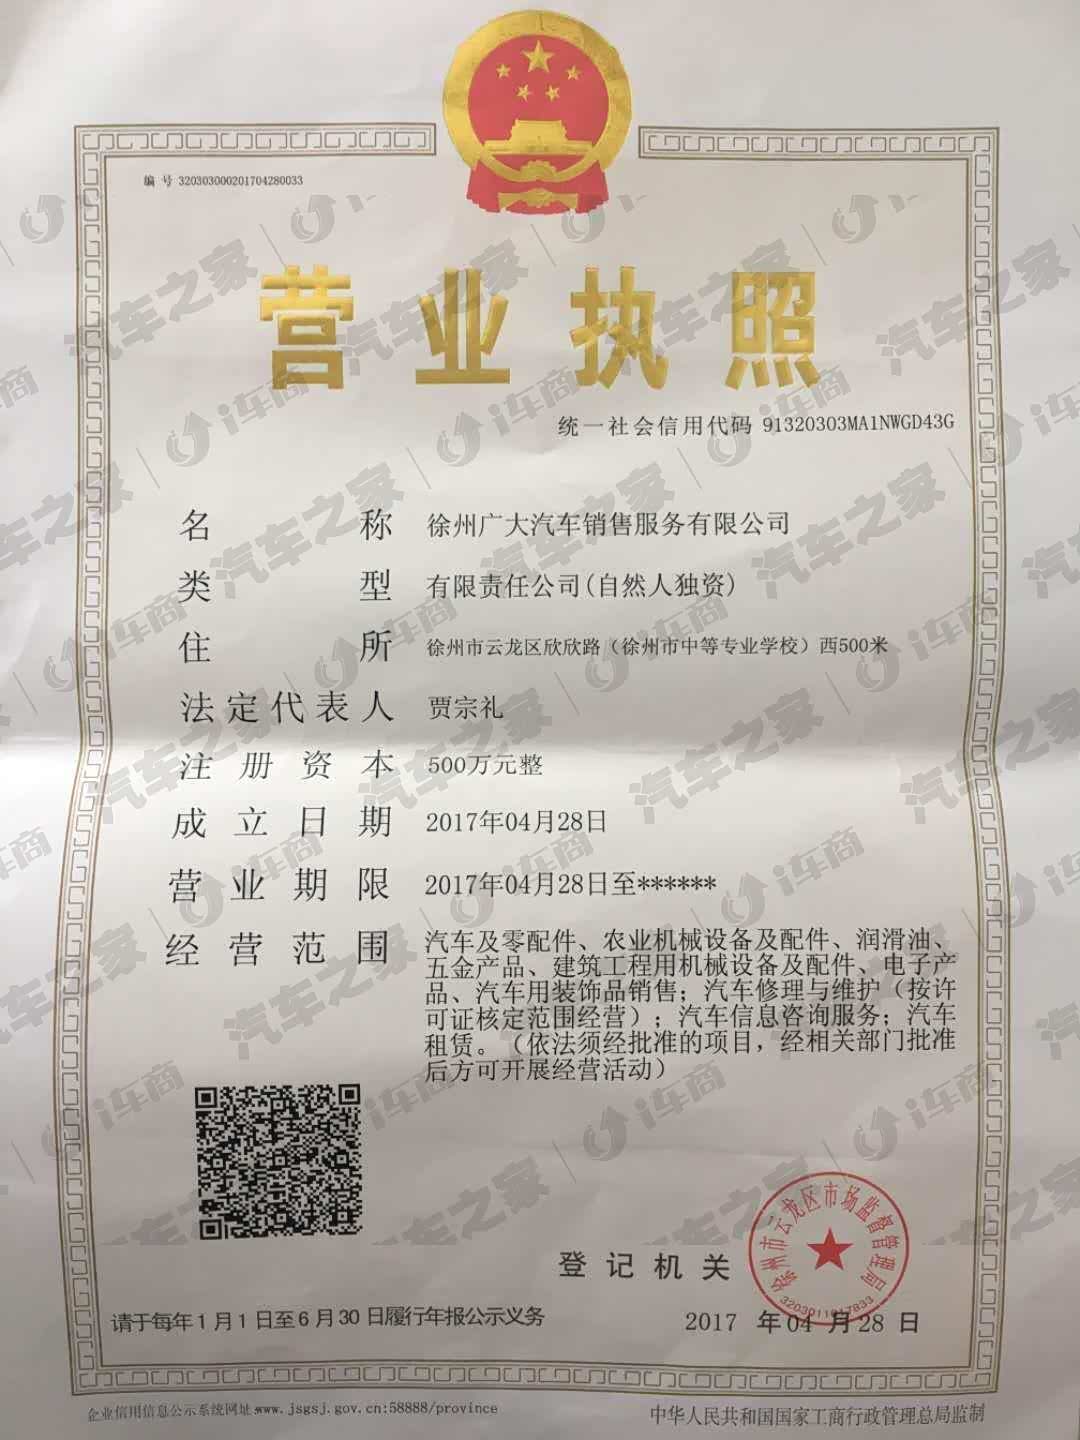 编 号 320303000201704280033
营业执照
统一社会信用代码 91320303MA1NWGD43G
名称 徐州广大汽车销售服务有限公司
类型 有限责任公司(自然人独资)
住所 徐州市云龙区欣欣路（徐州市中等专业学校）西500米
法定代表人 贾宗礼
注册资本 500万元整
成立日期 2017年04月28日
营业期限 2017年04月28日至******
经营范围 汽车及零配件、农业机械设备及配件、润滑油、
五金产品、建筑工程用机械设备及配件、电子产
品、汽车用装饰品销售；汽车修理与维护（按许
可证核定范围经营）；汽车信息咨询服务；汽车
租赁。（依法须经批准的项目，经相关部门批准
后方可开展经营活动）
徐州市云龙区市场监督管理局
3203011017833
登记机关
请于每年1月1日至6月30日履行年报公示义务
2017 年 04 月 28 日
企业信用信息公示系统网址:www.jsgsj.gov.cn:58888/province
中华人民共和国国家工商行政管理总局监制
汽车之家 i车商